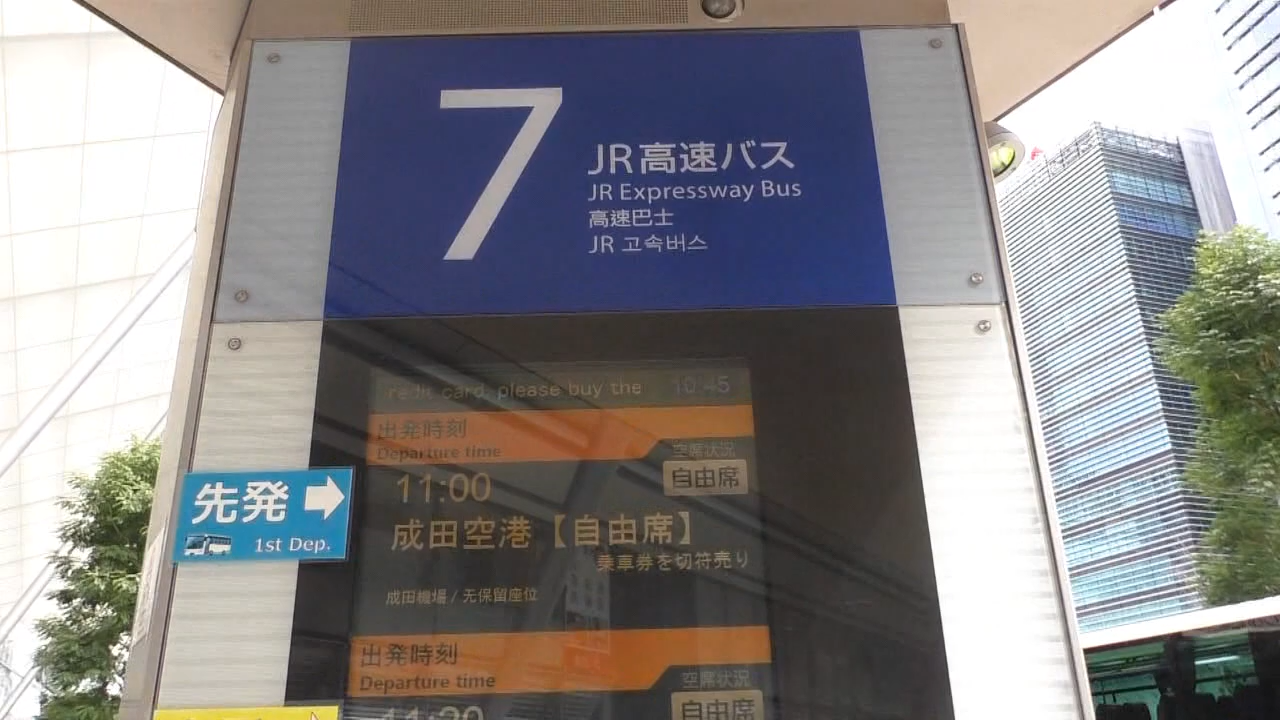 7
JR高速バス
JR Expressway Bus
高速巴士
JR 고속버스
credit card, please buy the 10:45
出発時刻
Departure time
空席状況
自由席
先発
1st Dep.
11:00
成田空港【自由席】
乗車券を切符売り
成田機場 / 无保留座位
出発時刻
Departure time
空席状況
自由席
11:20